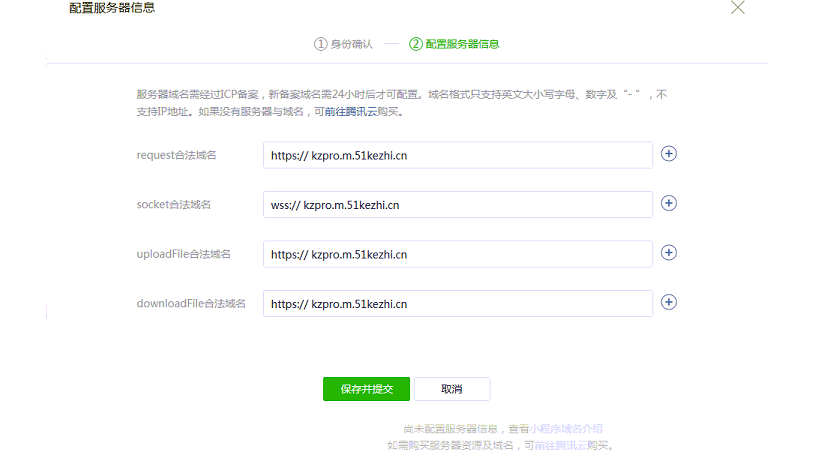 配置服务器信息
① 身份确认 ② 配置服务器信息
服务器域名需经过ICP备案，新备案域名需24小时后才可配置。域名格式只支持英文大小写字母、数字及“- ”，不
支持IP地址。如果没有服务器与域名，可前往腾讯云购买。
request合法域名 https:// kzpro.m.51kezhi.cn
socket合法域名 wss:// kzpro.m.51kezhi.cn
uploadFile合法域名 https:// kzpro.m.51kezhi.cn
downloadFile合法域名 https:// kzpro.m.51kezhi.cn
保存并提交 取消
尚未配置服务器信息，查看小程序域名介绍
如需购买服务器资源及域名，可前往腾讯云购买。